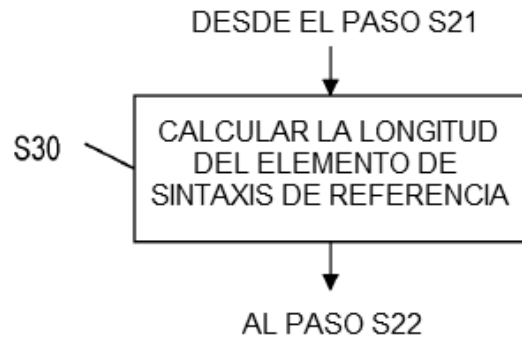 DESDE EL PASO S21
S30
CALCULAR LA LONGITUD
DEL ELEMENTO DE
SINTAXIS DE REFERENCIA
AL PASO S22